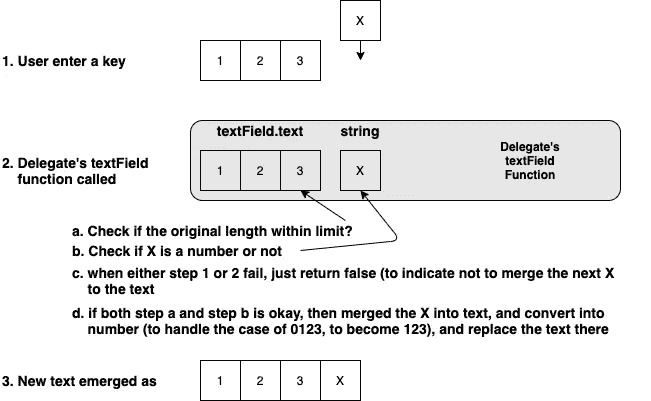 X
1. User enter a key
1 2 3
textField.text string
2. Delegate's textField
function called
1 2 3 X
Delegate's
textField
Function
a. Check if the original length within limit?
b. Check if X is a number or not
c. when either step 1 or 2 fail, just return false (to indicate not to merge the next X
to the text
d. if both step a and step b is okay, then merged the X into text, and convert into
number (to handle the case of 0123, to become 123), and replace the text there
3. New text emerged as
1 2 3 X